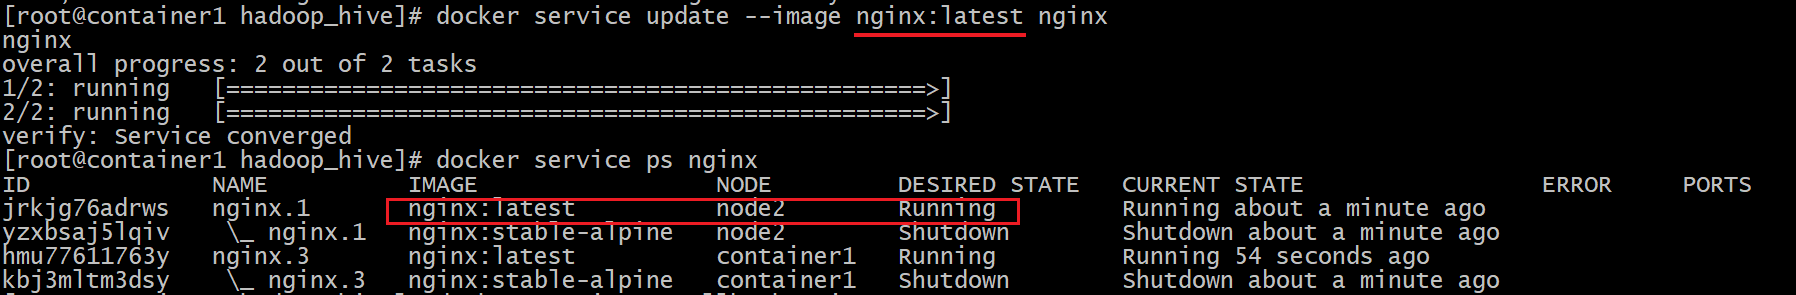 [root@container1 hadoop_hive]# docker service update --image nginx:latest nginx
nginx
overall progress: 2 out of 2 tasks
1/2: running   [==================================================>]
2/2: running   [==================================================>]
verify: Service converged
[root@container1 hadoop_hive]# docker service ps nginx
ID             NAME          IMAGE                 NODE         DESIRED STATE   CURRENT STATE                 ERROR     PORTS
jrkjg76adrws   nginx.1       nginx:latest          node2        Running         Running about a minute ago
yzxbsaj5lqiv    \_ nginx.1   nginx:stable-alpine   node2        Shutdown        Shutdown about a minute ago
hmu77611763y   nginx.3       nginx:latest          container1   Running         Running 54 seconds ago
kbj3mltm3dsy    \_ nginx.3   nginx:stable-alpine   container1   Shutdown        Shutdown about a minute ago